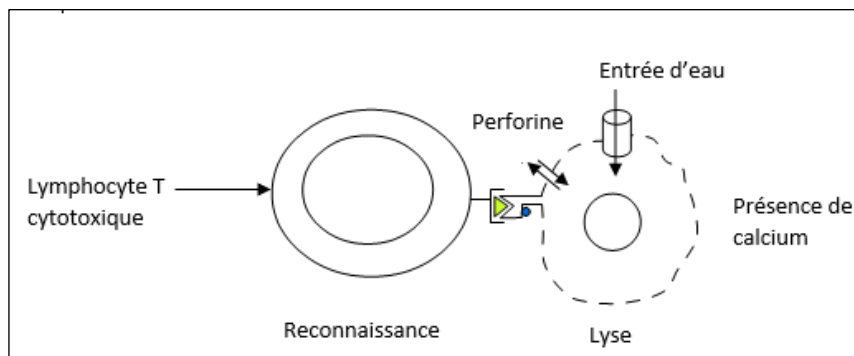 Entrée d'eau
Perforine
Lymphocyte T
cytotoxique
Présence de
calcium
Reconnaissance
Lyse